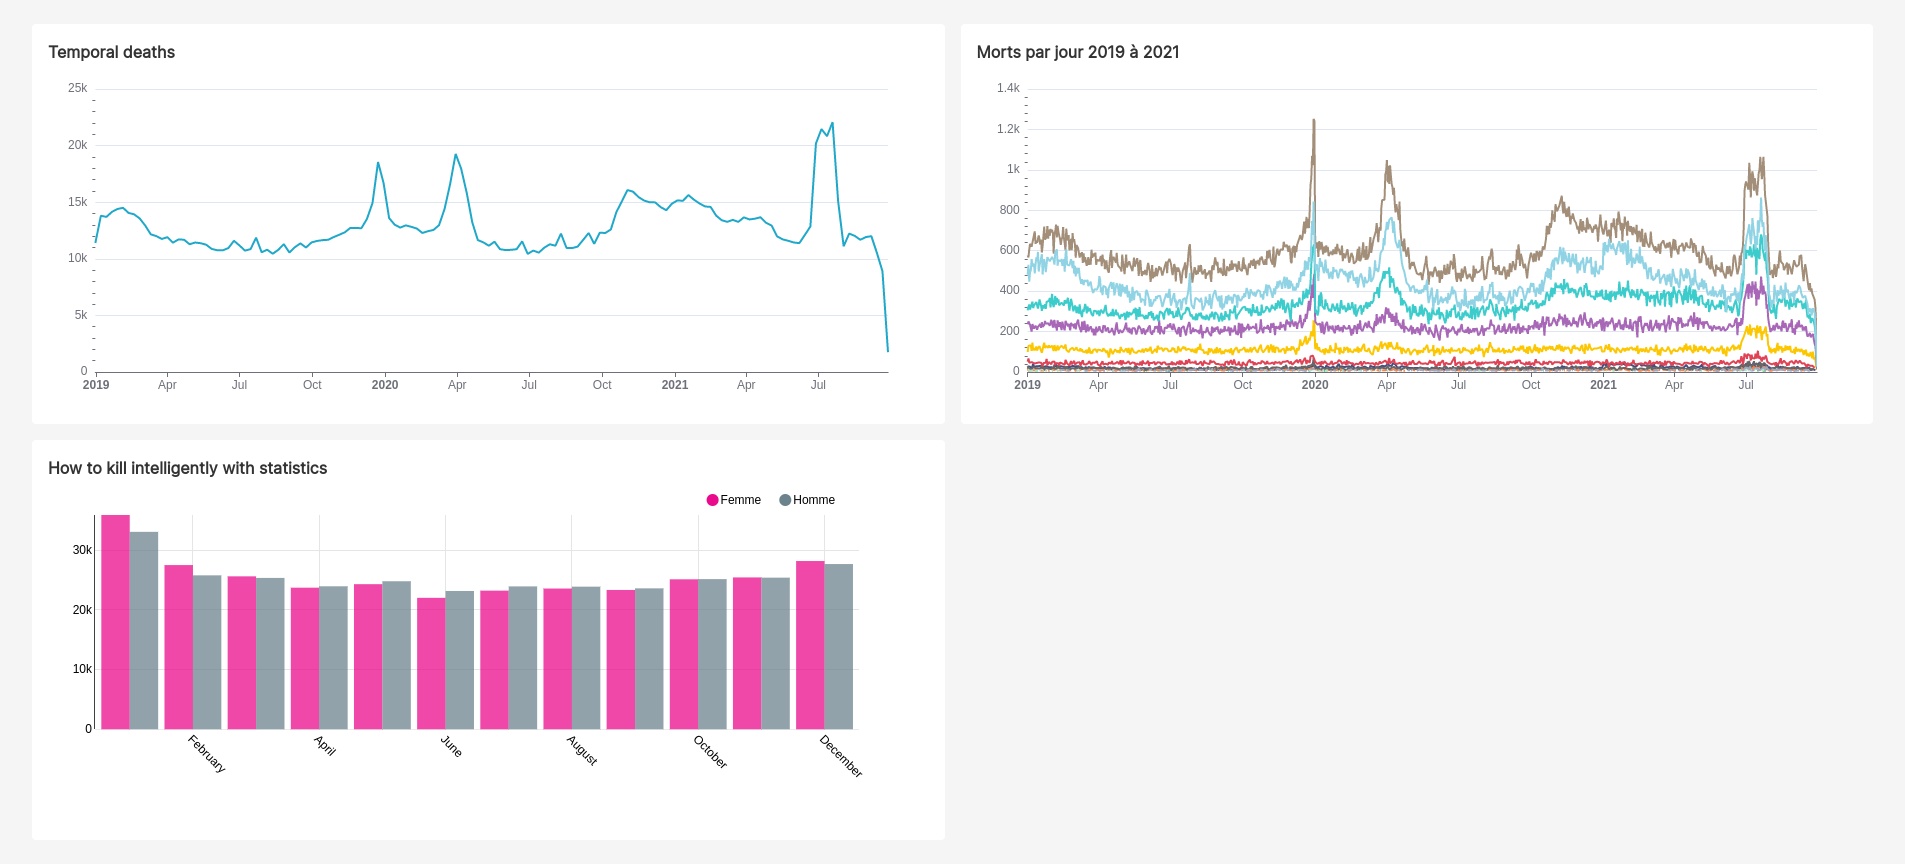 Temporal deaths
25k
20k
15k
10k
5k
0
2019 Apr Jul Oct 2020 Apr Jul Oct 2021 Apr Jul
Morts par jour 2019 à 2021
1.4k
1.2k
1k
800
600
400
200
0
2019 Apr Jul Oct 2020 Apr Jul Oct 2021 Apr Jul
How to kill intelligently with statistics
Femme Homme
30k
20k
10k
0
February April June August October December